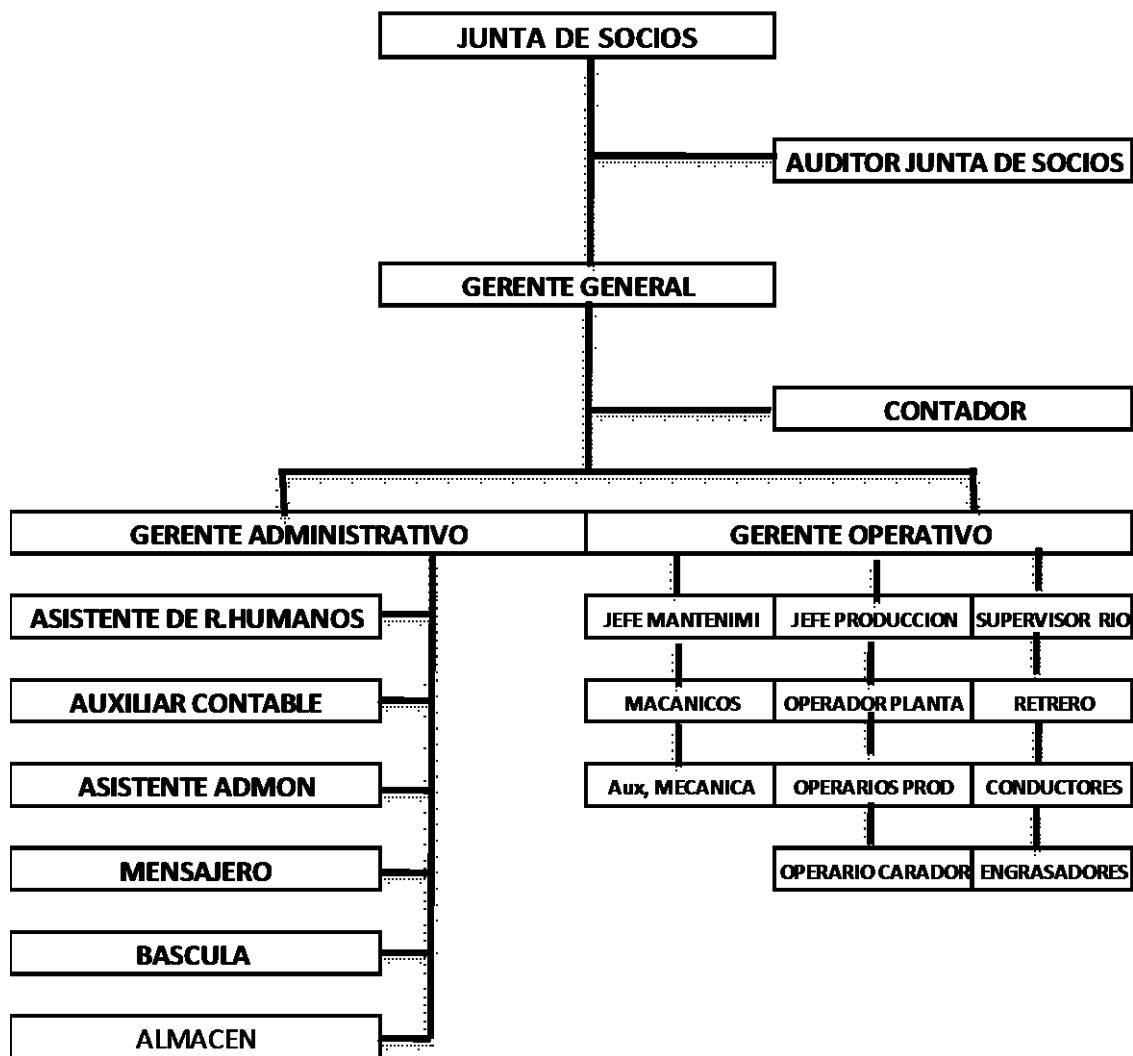 JUNTA DE SOCIOS
AUDITOR JUNTA DE SOCIOS
GERENTE GENERAL
CONTADOR
GERENTE ADMINISTRATIVO
GERENTE OPERATIVO
ASISTENTE DE R.HUMANOS
JEFE MANTENIMI
JEFE PRODUCCION
SUPERVISOR RIO
AUXILIAR CONTABLE
MACÁNICOS
OPERADOR PLANTA
RETRERO
ASISTENTE ADMON
Aux, MECANICA
OPERARIOS PROD
CONDUCTORES
MENSAJERO
OPERARIO CARADOR
ENGRASADORES
BASCULA
ALMACEN